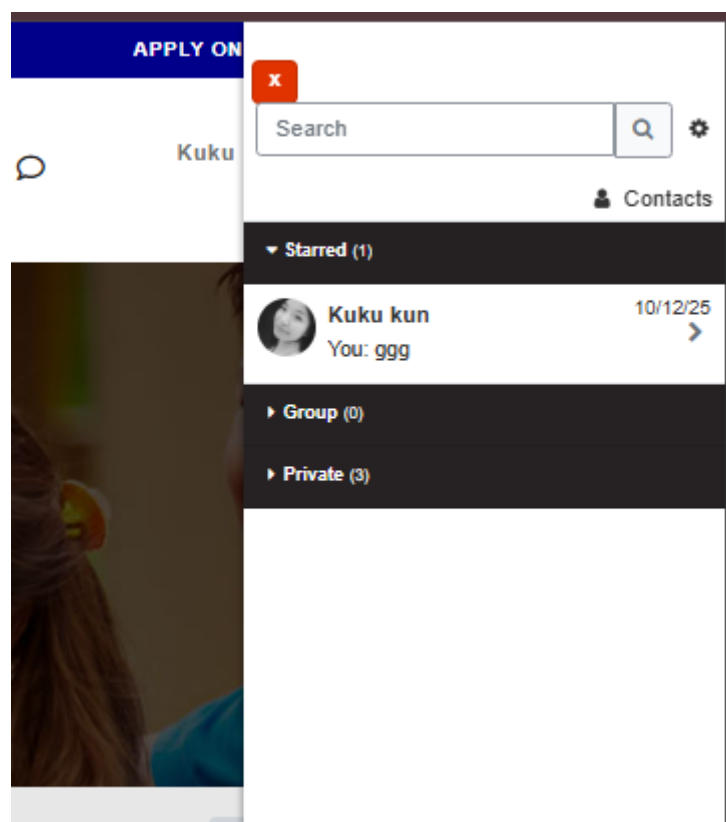 APPLY ON
x
Search
Kuku
Contacts
Starred (1)
Kuku kun
10/12/25
You: ggg
Group (0)
Private (3)